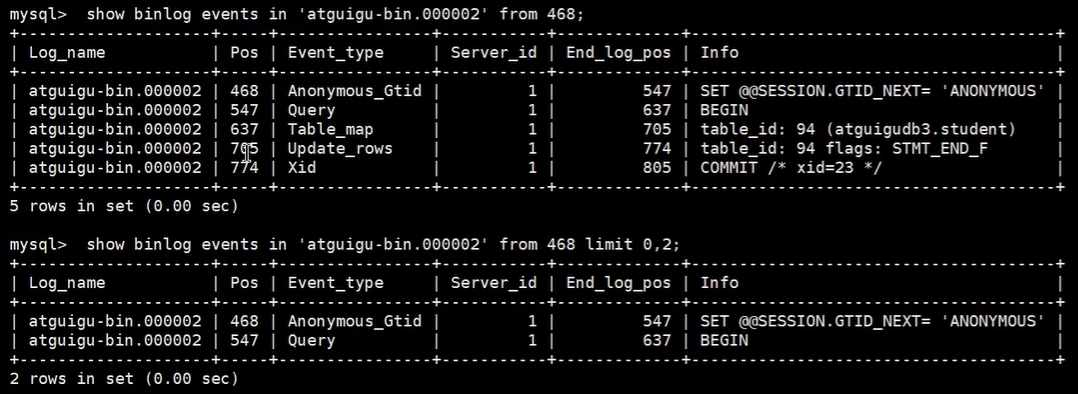 mysql>  show binlog events in 'atguigu-bin.000002' from 468;
+--------------------+-----+----------------+-----------+-------------+--------------------------------------+
| Log_name           | Pos | Event_type     | Server_id | End_log_pos | Info                                 |
+--------------------+-----+----------------+-----------+-------------+--------------------------------------+
| atguigu-bin.000002 | 468 | Anonymous_Gtid |         1 |         547 | SET @@SESSION.GTID_NEXT= 'ANONYMOUS' |
| atguigu-bin.000002 | 547 | Query          |         1 |         637 | BEGIN                                |
| atguigu-bin.000002 | 637 | Table_map      |         1 |         705 | table_id: 94 (atguigudb3.student)    |
| atguigu-bin.000002 | 705 | Update_rows    |         1 |         774 | table_id: 94 flags: STMT_END_F       |
| atguigu-bin.000002 | 774 | Xid            |         1 |         805 | COMMIT /* xid=23 */                  |
+--------------------+-----+----------------+-----------+-------------+--------------------------------------+
5 rows in set (0.00 sec)
mysql>  show binlog events in 'atguigu-bin.000002' from 468 limit 0,2;
+--------------------+-----+----------------+-----------+-------------+--------------------------------------+
| Log_name           | Pos | Event_type     | Server_id | End_log_pos | Info                                 |
+--------------------+-----+----------------+-----------+-------------+--------------------------------------+
| atguigu-bin.000002 | 468 | Anonymous_Gtid |         1 |         547 | SET @@SESSION.GTID_NEXT= 'ANONYMOUS' |
| atguigu-bin.000002 | 547 | Query          |         1 |         637 | BEGIN                                |
+--------------------+-----+----------------+-----------+-------------+--------------------------------------+
2 rows in set (0.00 sec)